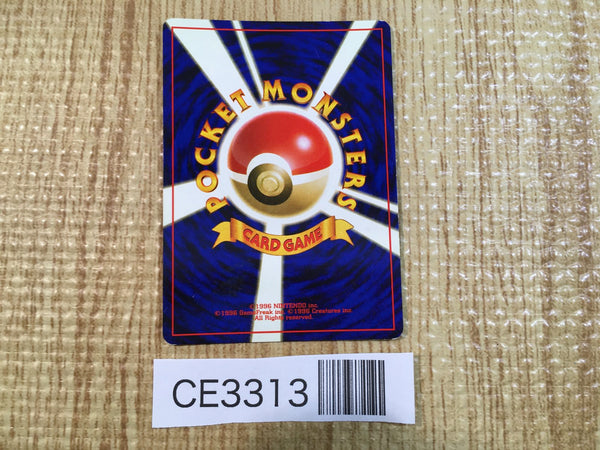 POCKET MONSTERS
CARD GAME
©1996 NINTENDO inc.
©1996 GameFreak inc. ©1996 Creatures inc.
All Rights reserved.
CE3313